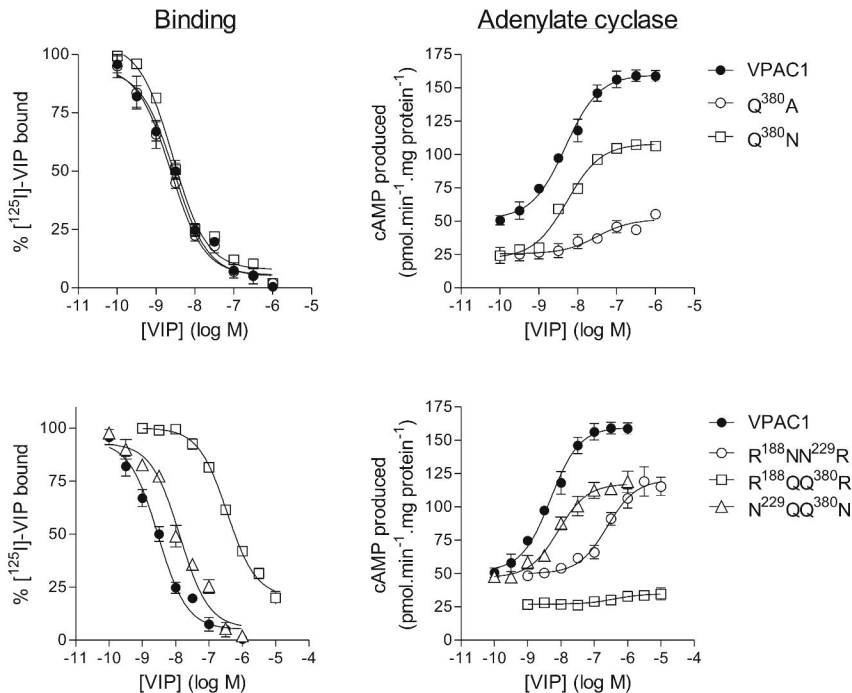 Binding
Adenylate cyclase
% [¹²⁵I]-VIP bound
100
75
50
25
0
-10
-9
-8
-7
-6
-5
[VIP] (log M)
cAMP produced
(pmol.min⁻¹.mg protein⁻¹)
175
150
125
100
75
50
25
0
-11
-10
-9
-8
-7
-6
-5
[VIP] (log M)
VPAC1
Q³⁸⁰A
Q³⁸⁰N
% [¹²⁵I]-VIP bound
100
75
50
25
0
-11
-10
-9
-8
-7
-6
-5
-4
[VIP] (log M)
cAMP produced
(pmol.min⁻¹.mg protein⁻¹)
175
150
125
100
75
50
25
0
-11
-10
-9
-8
-7
-6
-5
-4
[VIP] (log M)
VPAC1
R¹⁸⁸NN²²⁹R
R¹⁸⁸QQ³⁸⁰R
N²²⁹QQ³⁸⁰N